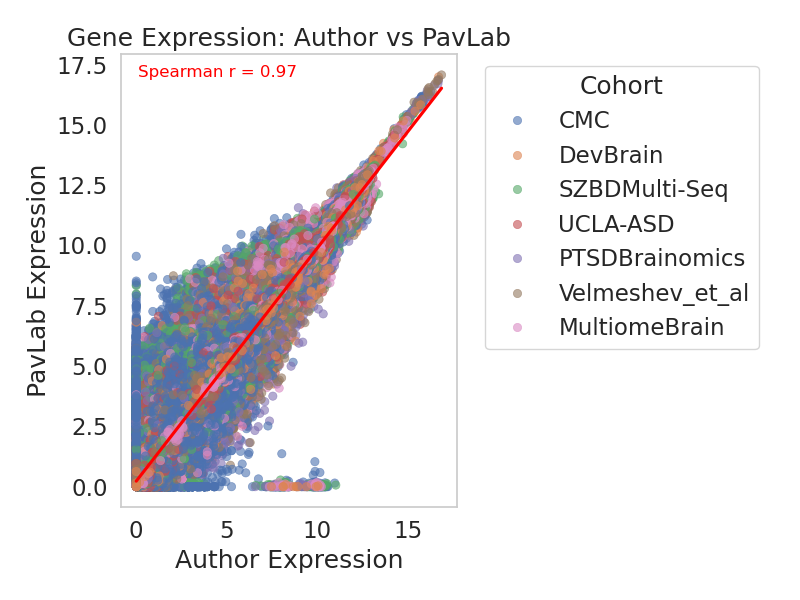 Gene Expression: Author vs PavLab
Spearman r = 0.97
17.5
15.0
12.5
10.0
7.5
5.0
2.5
0.0
PavLab Expression
0 5 10 15
Author Expression
Cohort
CMC
DevBrain
SZBDMulti-Seq
UCLA-ASD
PTSDBrainomics
Velmeshev_et_al
MultiomeBrain